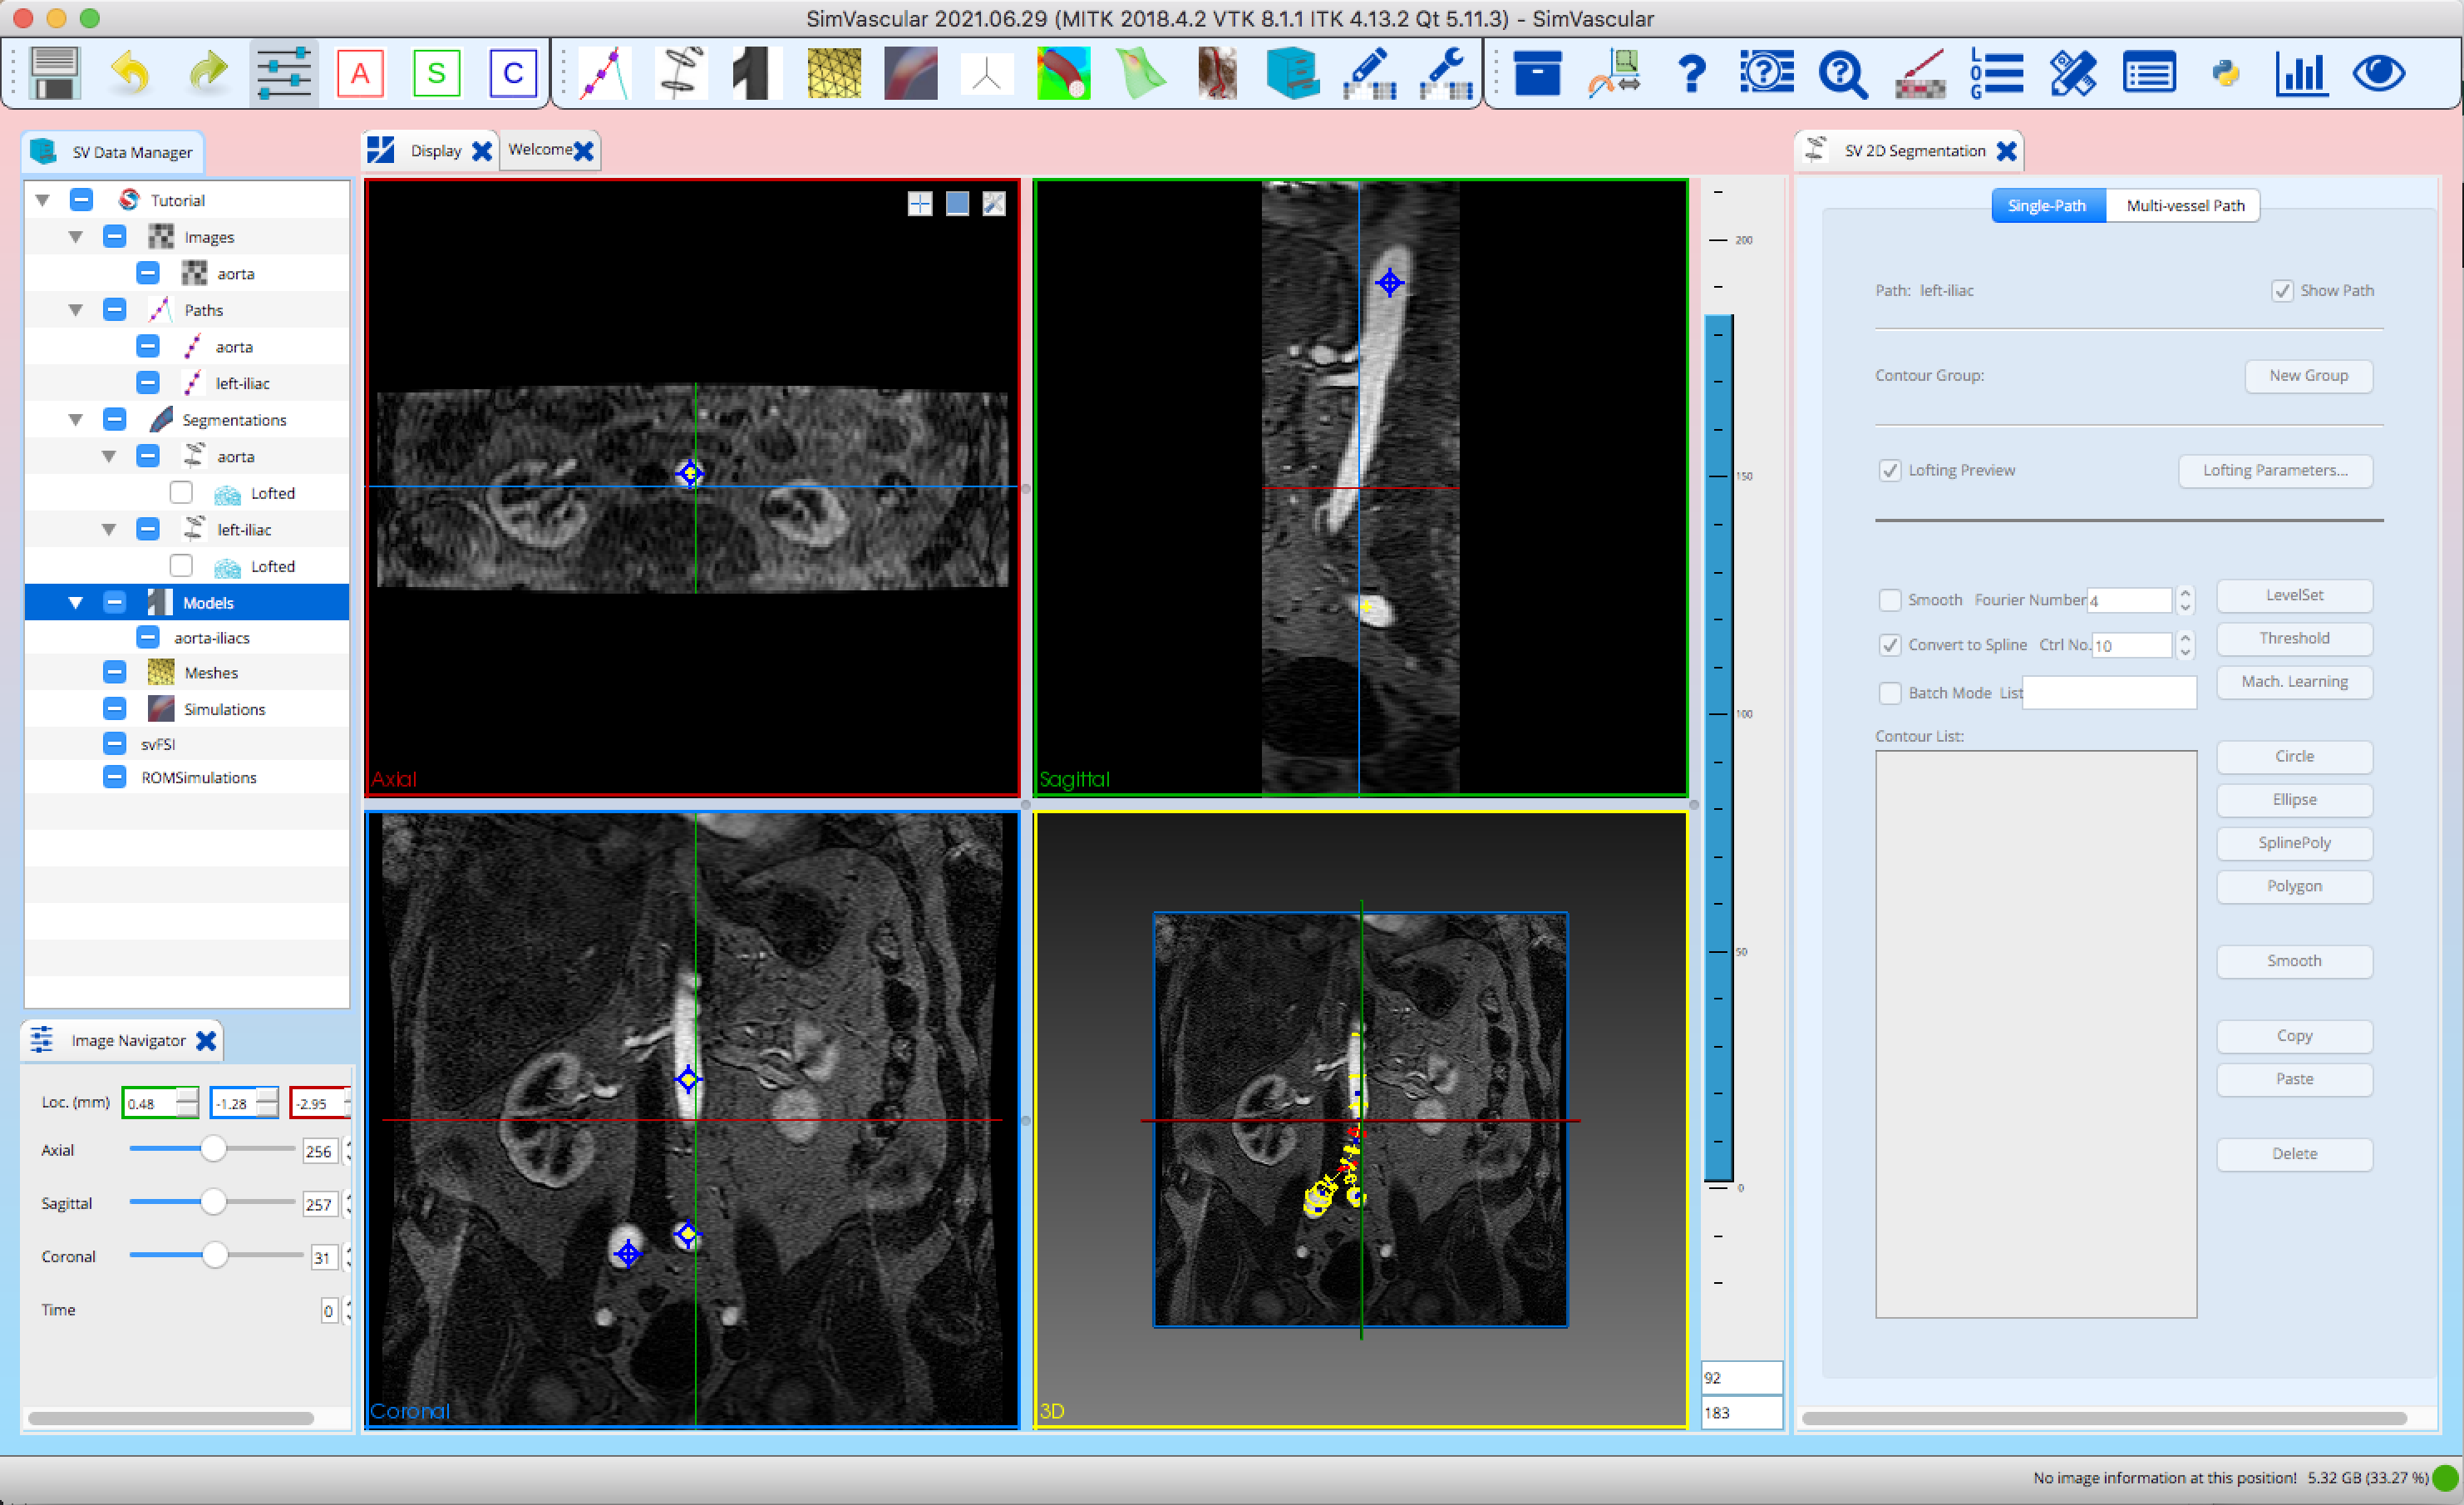 SimVascular 2021.06.29 (MITK 2018.4.2 VTK 8.1.1 ITK 4.13.2 Qt 5.11.3) - SimVascular
A S C
LOG
SV Data Manager
Tutorial
Images
aorta
Paths
aorta
left-iliac
Segmentations
aorta
Lofted
left-iliac
Lofted
Models
aorta-iliacs
Meshes
Simulations
svFSI
ROMSimulations
Image Navigator
Loc. (mm) 0.48 -1.28 -2.95
Axial 256
Sagittal 257
Coronal 31
Time 0
Display
Welcome
Axial
Sagittal
Coronal
3D
200
150
100
50
0
92
183
SV 2D Segmentation
Single-Path Multi-vessel Path
Path: left-iliac Show Path
Contour Group: New Group
Lofting Preview Lofting Parameters...
Smooth Fourier Number 4 LevelSet
Convert to Spline Ctrl No. 10 Threshold
Batch Mode List Mach. Learning
Contour List:
Circle
Ellipse
SplinePoly
Polygon
Smooth
Copy
Paste
Delete
No image information at this position! 5.32 GB (33.27 %)